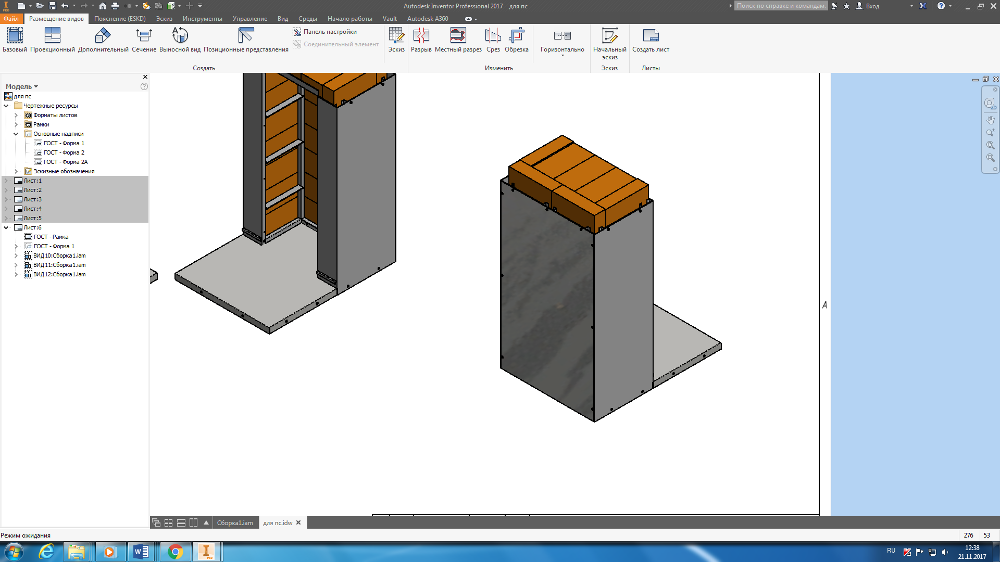 Autodesk Inventor Professional 2017 для пс
Поиск по справке и командам.
Вход
PRO
Файл
Размещение видов
Пояснение (ESKD)
Эскиз
Инструменты
Управление
Вид
Среды
Начало работы
Vault
Autodesk A360
Базовый
Проекционный
Дополнительный
Сечение
Выносной вид
Позиционные представления
Панель настройки
Соединительный элемент
Эскиз
Разрыв
Местный разрез
Срез
Обрезка
Горизонтально
Начальный
эскиз
Создать лист
Создать
Изменить
Эскиз
Листы
Модель
для пс
Чертежные ресурсы
Форматы листов
Рамки
Основные надписи
ГОСТ - Форма 1
ГОСТ - Форма 2
ГОСТ - Форма 2А
Эскизные обозначения
Лист:1
Лист:2
Лист:3
Лист:4
Лист:5
Лист:6
ГОСТ - Рамка
ГОСТ - Форма 1
ВИД10:Сборка1.iam
ВИД11:Сборка1.iam
ВИД12:Сборка1.iam
2D
A
Сборка1.iam
для пс.idw
Режим ожидания
276
53
RU
12:38
21.11.2017